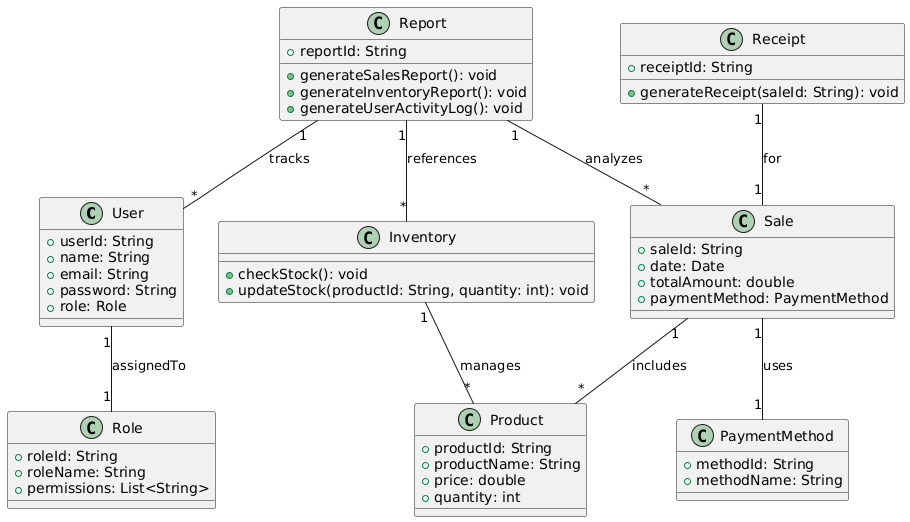 C Report
reportId: String
generateSalesReport(): void
generateInventoryReport(): void
generateUserActivityLog(): void
C Receipt
receiptId: String
generateReceipt(saleId: String): void
1
1
1
1
tracks
references
analyzes
for
*
*
*
1
C User
userId: String
name: String
email: String
password: String
role: Role
C Inventory
checkStock(): void
updateStock(productId: String, quantity: int): void
C Sale
saleId: String
date: Date
totalAmount: double
paymentMethod: PaymentMethod
1
1
1
1
assignedTo
manages
includes
uses
1
*
*
1
C Role
roleId: String
roleName: String
permissions: List<String>
C Product
productId: String
productName: String
price: double
quantity: int
C PaymentMethod
methodId: String
methodName: String